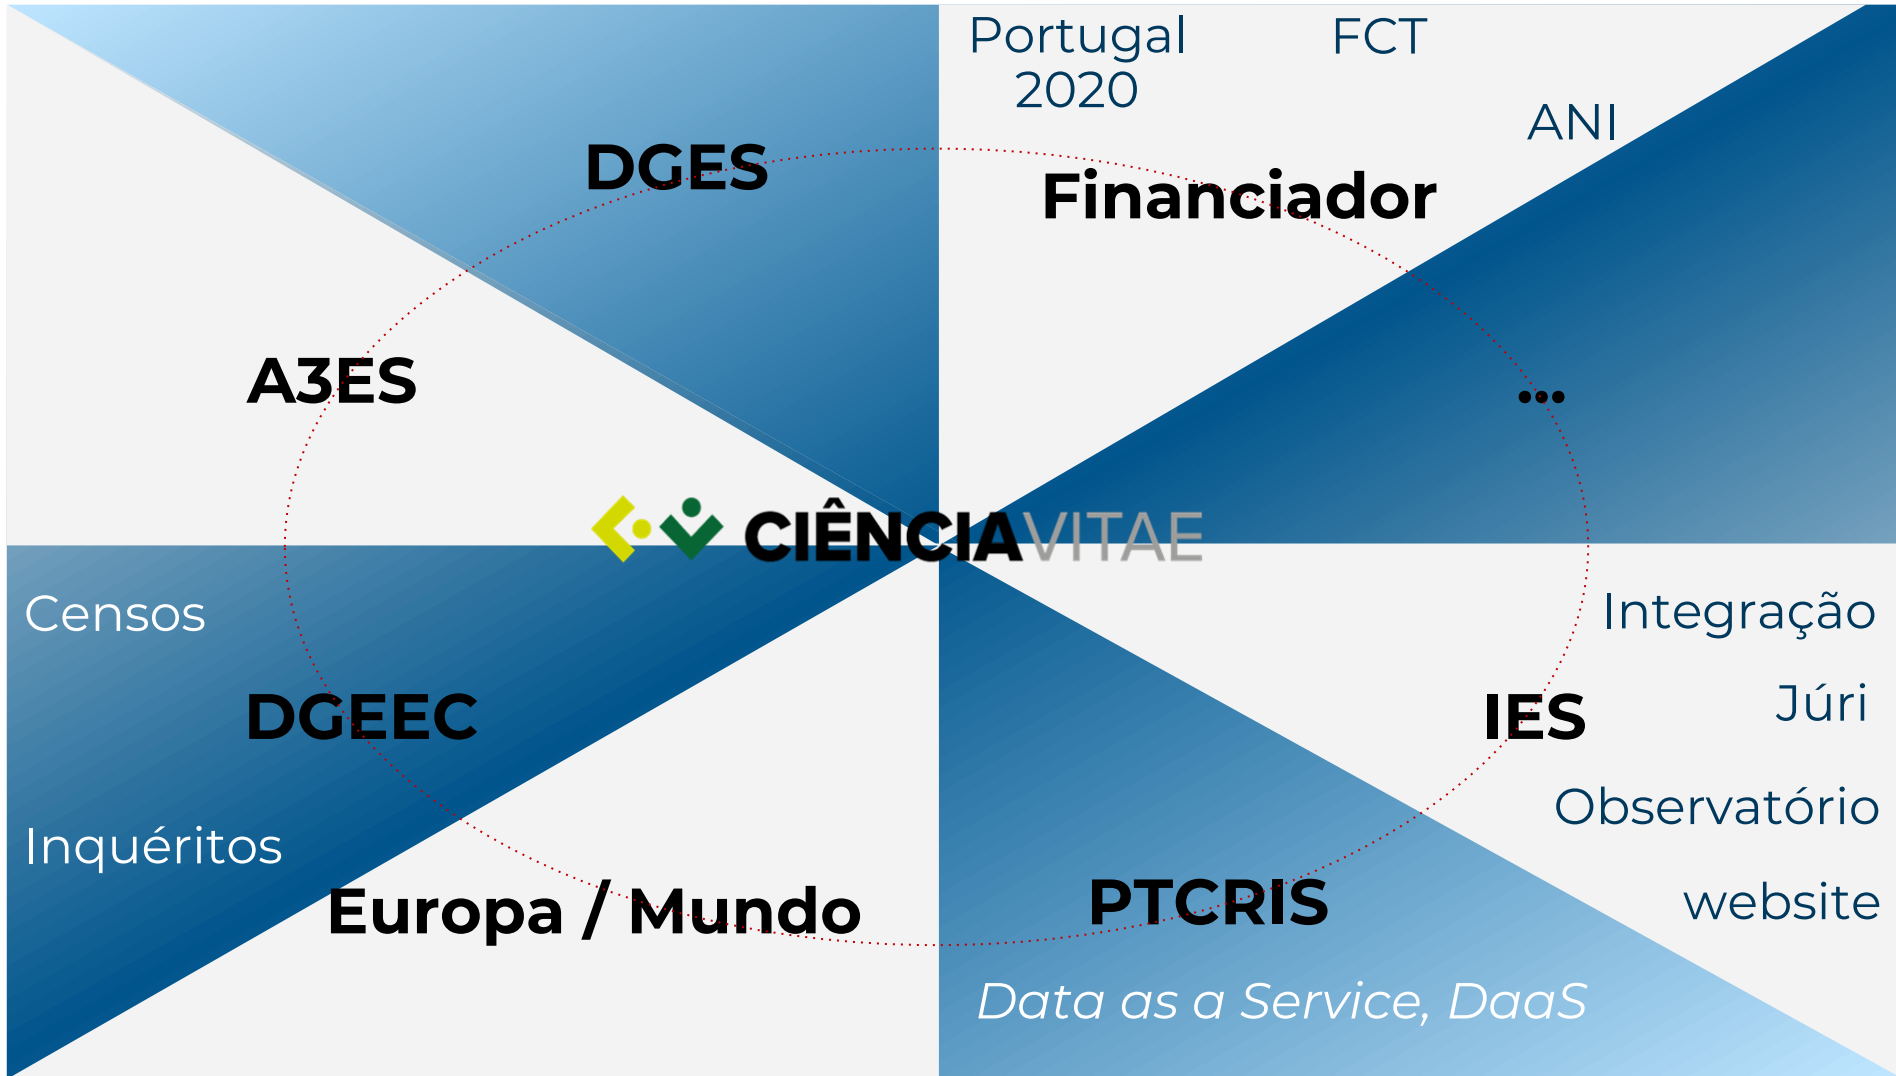 Portugal
2020
FCT
ANI
DGES
Financiador
A3ES
...
CIÊNCIAVITAE
Censos
Integração
DGEEC
IES
Júri
Observatório
Inquéritos
Europa / Mundo
PTCRIS
website
Data as a Service, DaaS